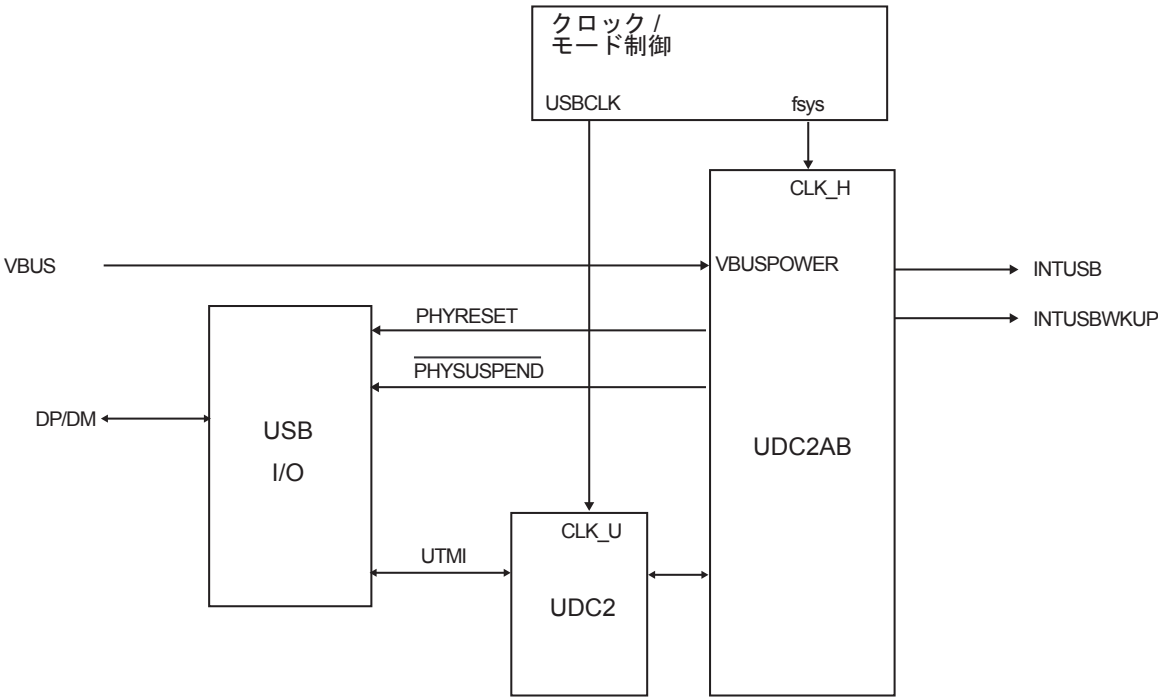 クロック /
モード制御
USBCLK
fsys
CLK_H
VBUS
VBUSPOWER
INTUSB
PHYRESET
INTUSBWKUP
PHYSUSPEND
DP/DM
USB
I/O
UDC2AB
CLK_U
UTMI
UDC2